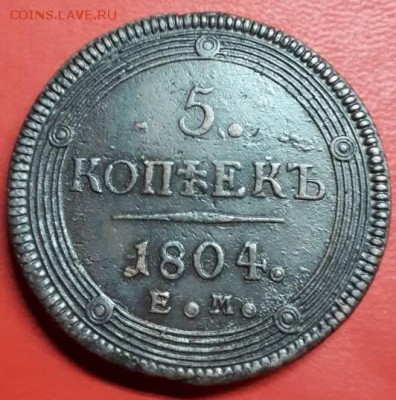 COINS.LAVE.RU
. 5 .
КОПѢЕКЪ
1804.
Е . М .